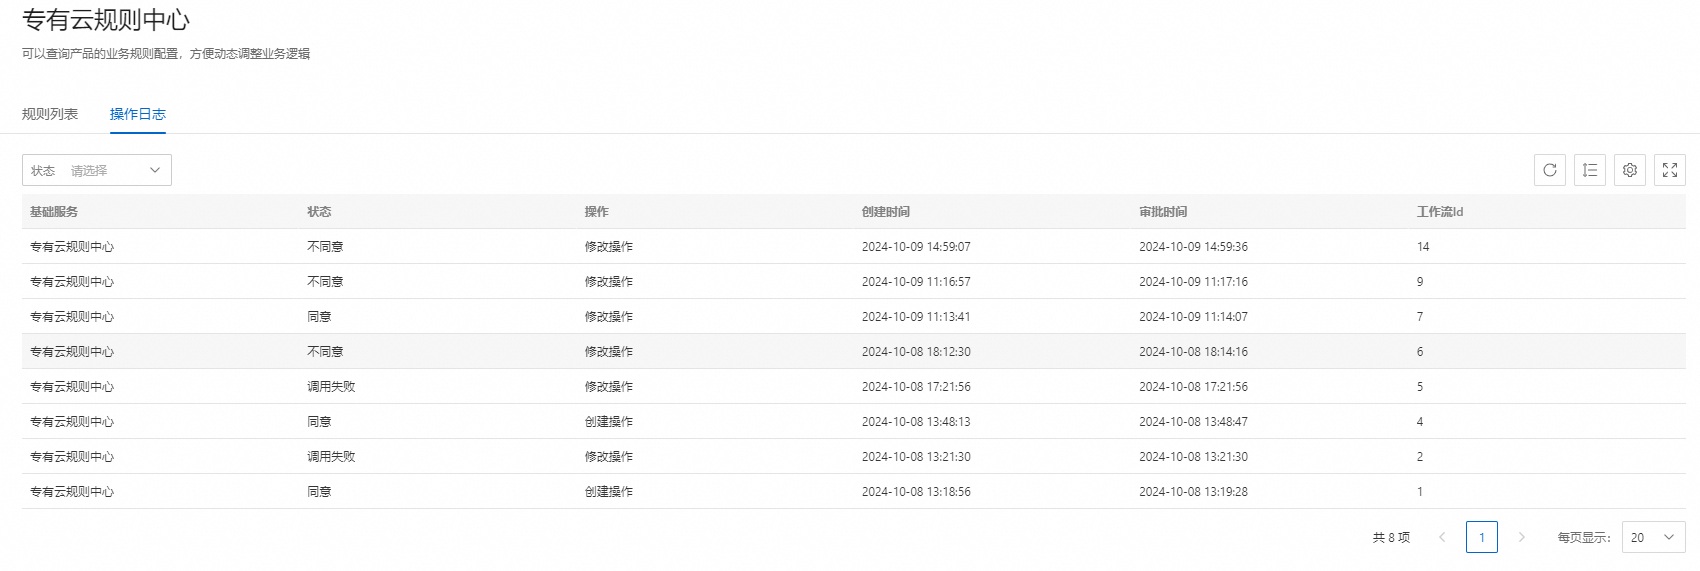 专有云规则中心
可以查询产品的业务规则配置，方便动态调整业务逻辑
规则列表 操作日志
状态 请选择
基础服务 状态 操作 创建时间 审批时间 工作流Id
专有云规则中心 不同意 修改操作 2024-10-09 14:59:07 2024-10-09 14:59:36 14
专有云规则中心 不同意 修改操作 2024-10-09 11:16:57 2024-10-09 11:17:16 9
专有云规则中心 同意 修改操作 2024-10-09 11:13:41 2024-10-09 11:14:07 7
专有云规则中心 不同意 修改操作 2024-10-08 18:12:30 2024-10-08 18:14:16 6
专有云规则中心 调用失败 修改操作 2024-10-08 17:21:56 2024-10-08 17:21:56 5
专有云规则中心 同意 创建操作 2024-10-08 13:48:13 2024-10-08 13:48:47 4
专有云规则中心 调用失败 修改操作 2024-10-08 13:21:30 2024-10-08 13:21:30 2
专有云规则中心 同意 创建操作 2024-10-08 13:18:56 2024-10-08 13:19:28 1
共 8 项 1 每页显示： 20